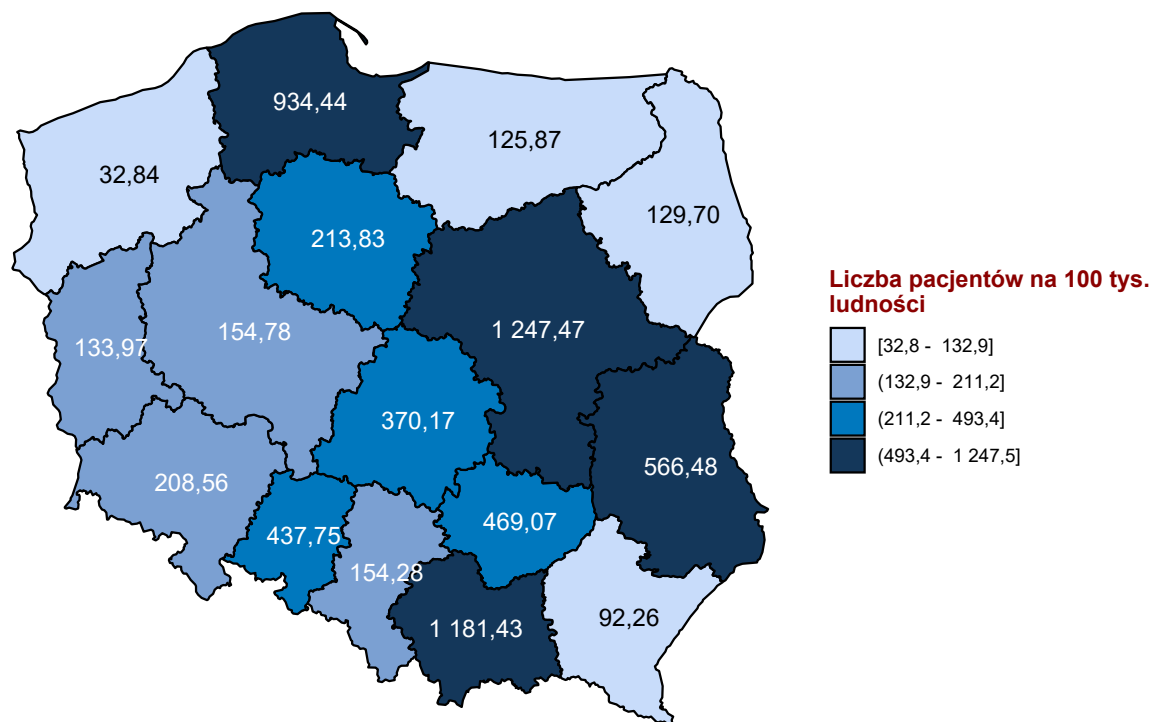 934,44
125,87
32,84
129,70
213,83
1 247,47
154,78
133,97
370,17
566,48
208,56
469,07
437,75
154,28
92,26
1 181,43
Liczba pacjentów na 100 tys.
ludności
[32,8 - 132,9]
(132,9 - 211,2]
(211,2 - 493,4]
(493,4 - 1 247,5]